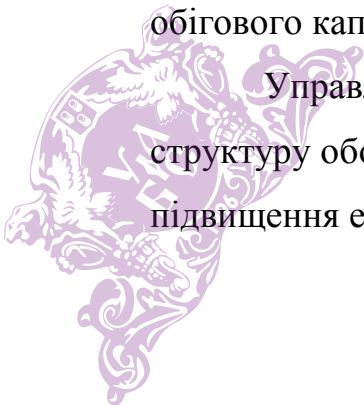 обігового кап
Управ
структуру обо
підвищення е